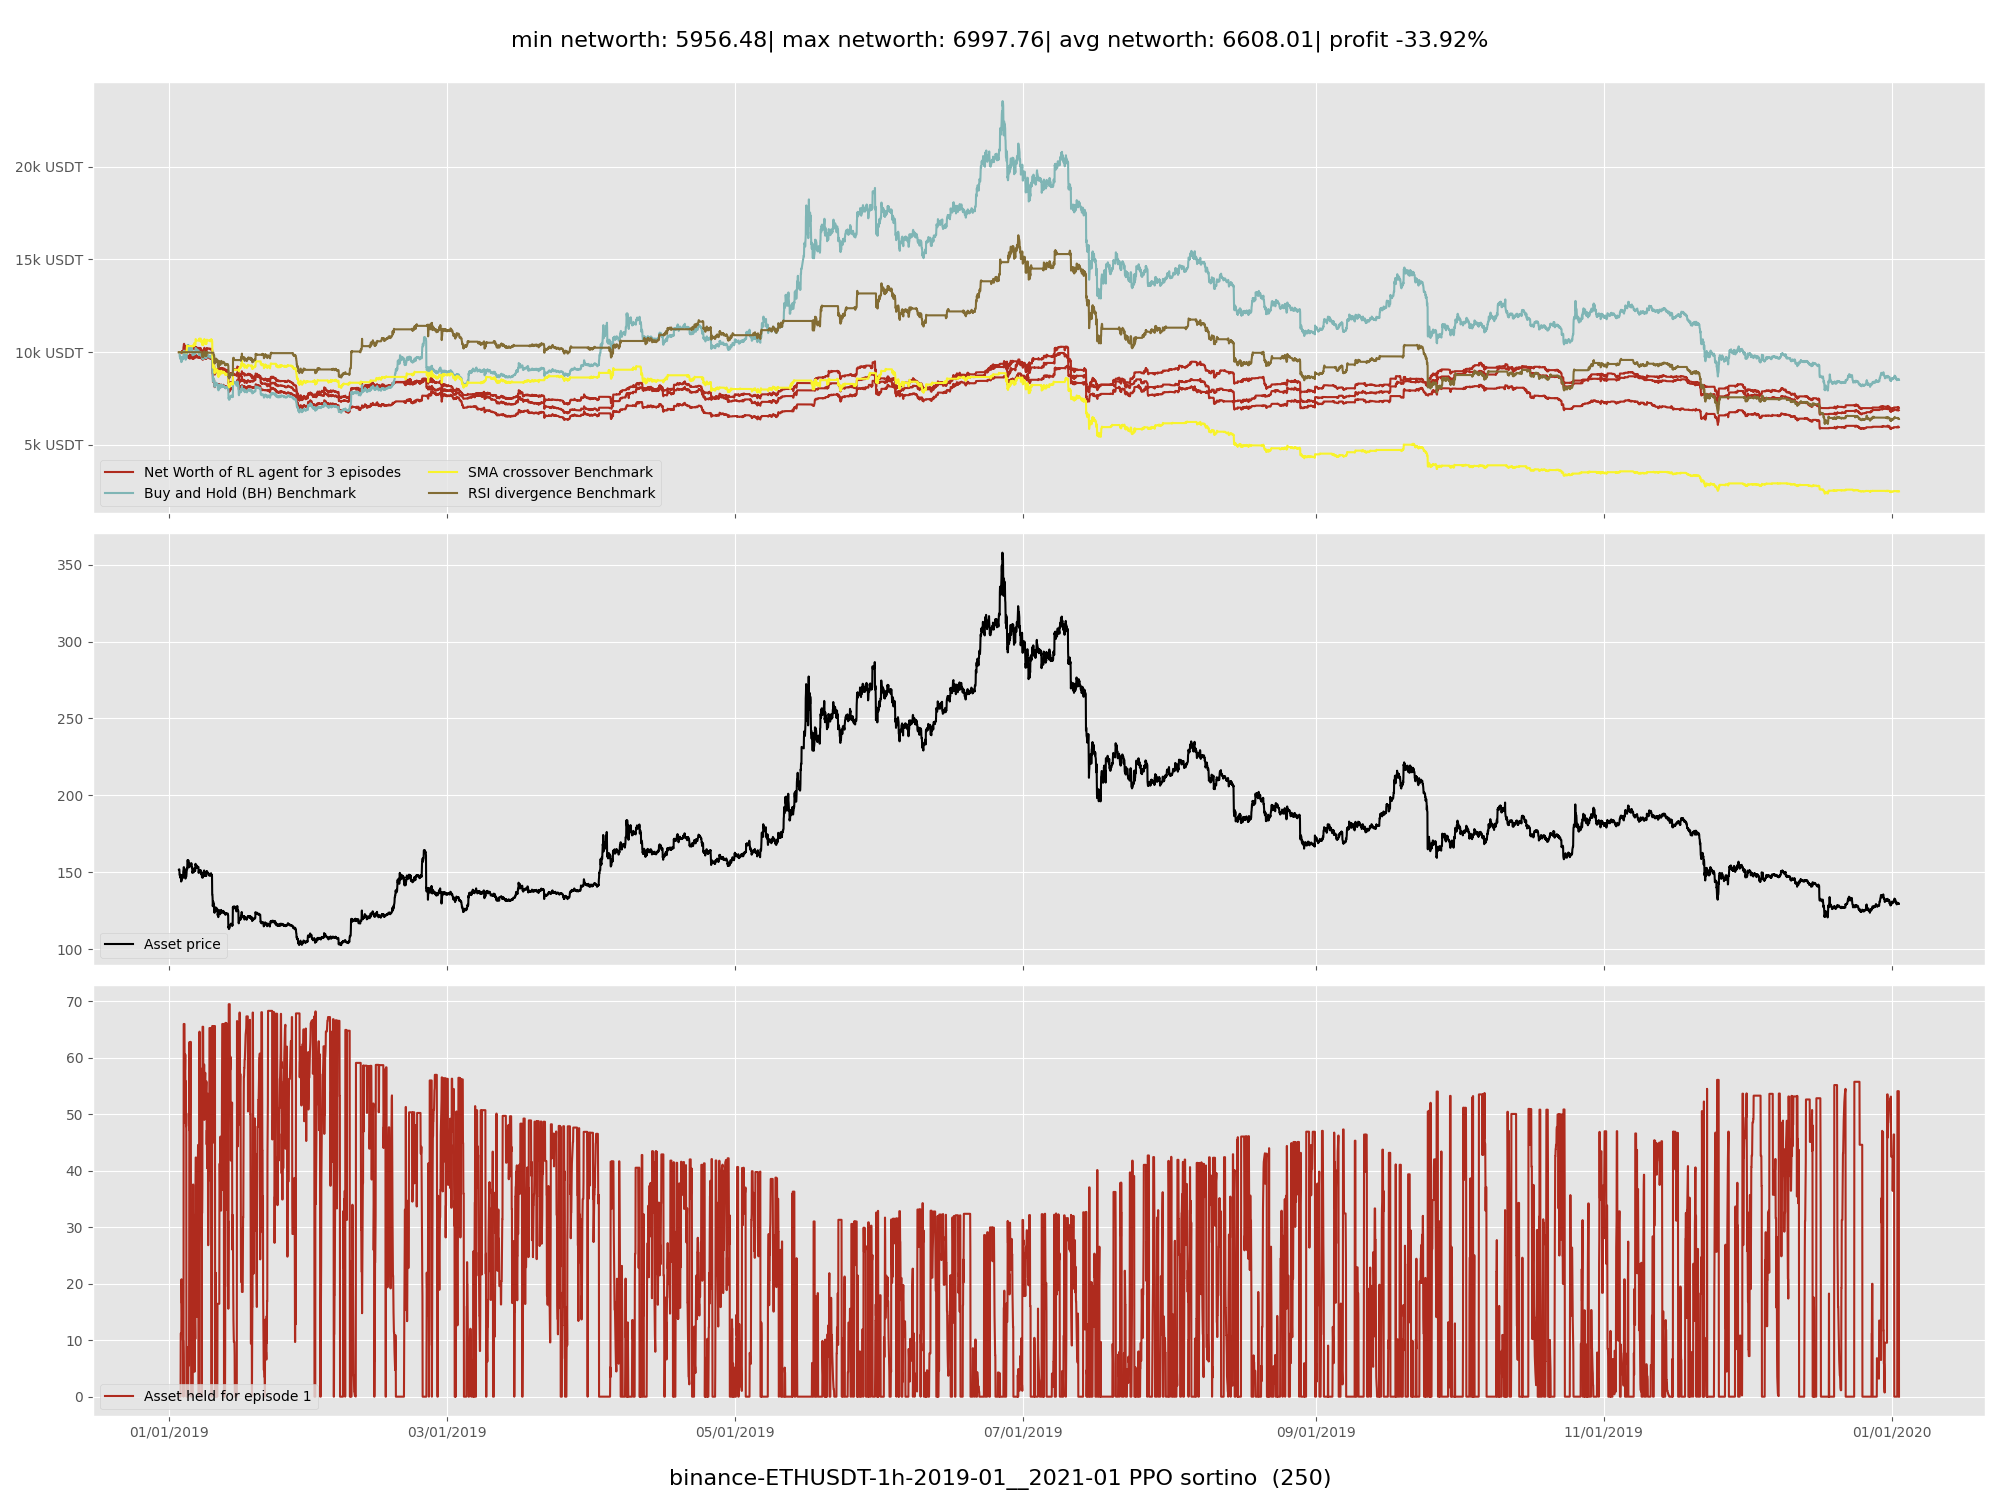 min networth: 5956.48| max networth: 6997.76| avg networth: 6608.01| profit -33.92%
20k USDT
15k USDT
10k USDT
5k USDT
Net Worth of RL agent for 3 episodes
Buy and Hold (BH) Benchmark
SMA crossover Benchmark
RSI divergence Benchmark
350
300
250
200
150
100
Asset price
70
60
50
40
30
20
10
0
Asset held for episode 1
01/01/2019 03/01/2019 05/01/2019 07/01/2019 09/01/2019 11/01/2019 01/01/2020
binance-ETHUSDT-1h-2019-01__2021-01 PPO sortino (250)